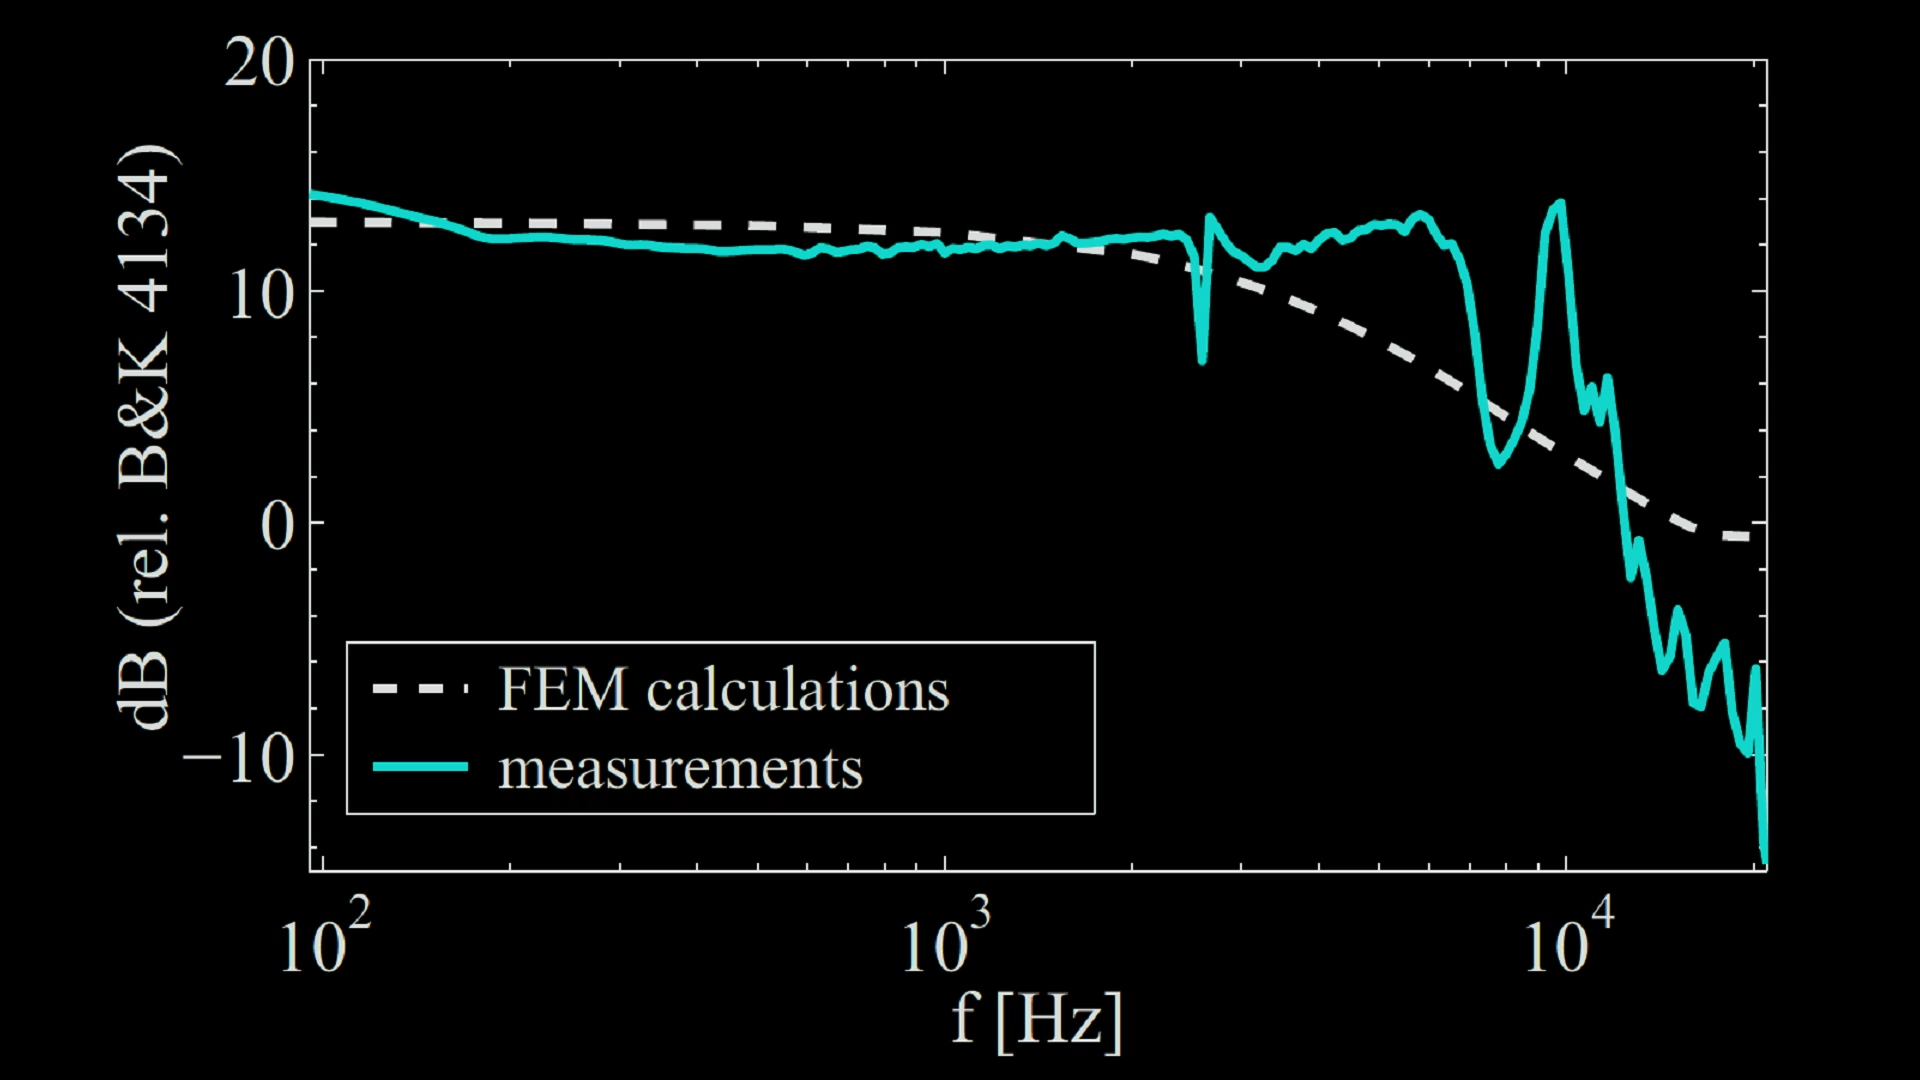 20
10
0
−10
dB (rel. B&K 4134)
FEM calculations
measurements
10^2
10^3
10^4
f [Hz]